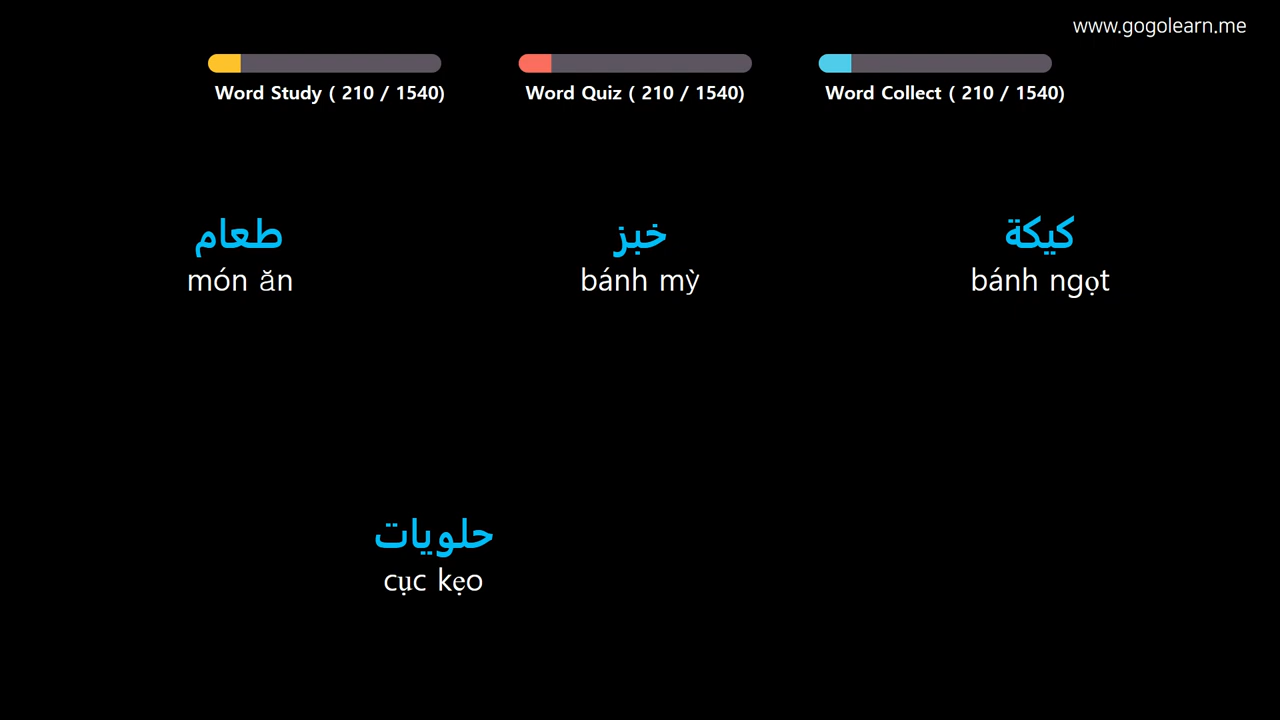 www.gogolearn.me
Word Study ( 210 / 1540)
Word Quiz ( 210 / 1540)
Word Collect ( 210 / 1540)
طعام
món ăn
خبز
bánh mỳ
كيكة
bánh ngọt
حلويات
cục kẹo